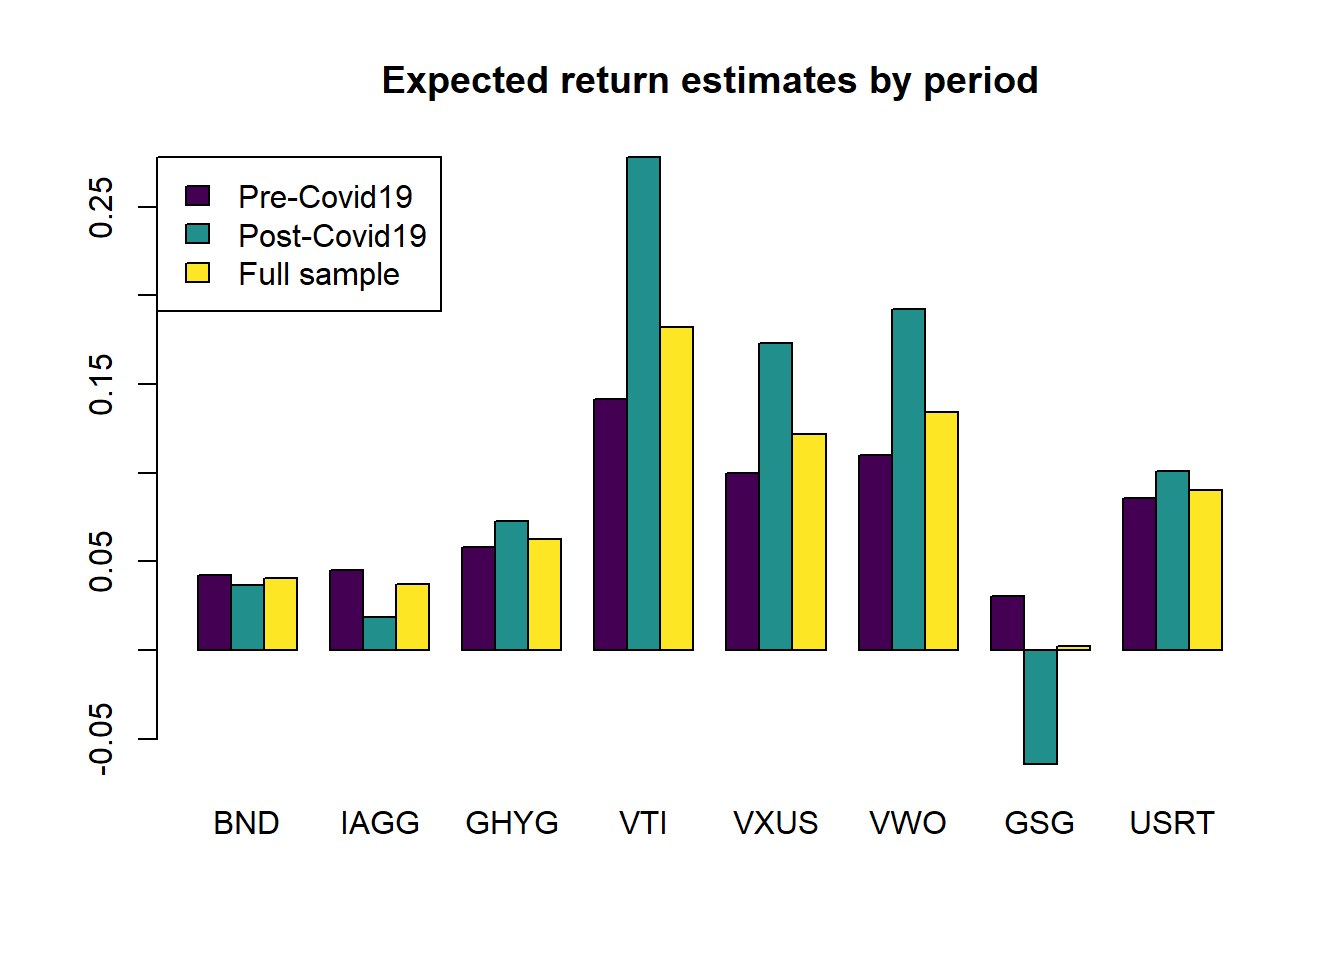 Expected return estimates by period
Pre-Covid19
Post-Covid19
Full sample
0.25
0.15
0.05
-0.05
BND IAGG GHYG VTI VXUS VWO GSG USRT